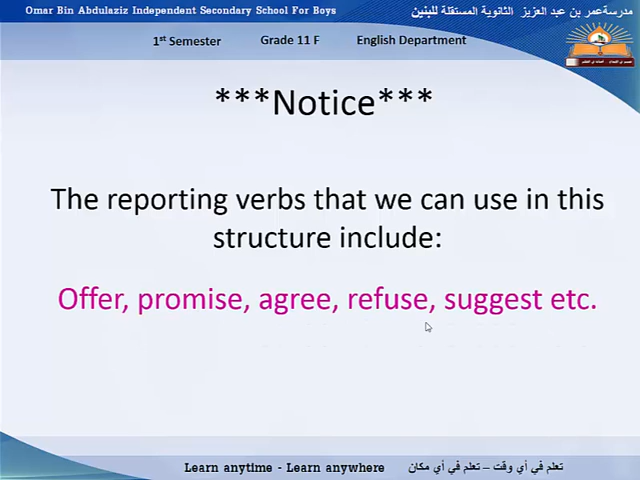 Omar Bin Abdulaziz Independent Secondary School For Boys
مدرسةعمر بن عبد العزيز الثانوية المستقلة للبنين
1st Semester Grade 11 F English Department
***Notice***
The reporting verbs that we can use in this
structure include:
Offer, promise, agree, refuse, suggest etc.
Learn anytime - Learn anywhere تعلم في أي وقت – تعلم في أي مكان